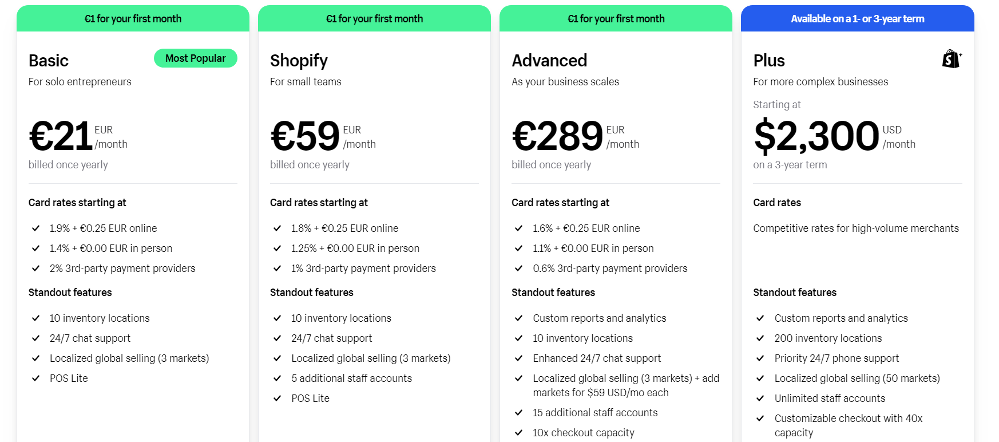 €1 for your first month
Basic
Most Popular
For solo entrepreneurs
€21 EUR
/month
billed once yearly
Card rates starting at
1.9% + €0.25 EUR online
1.4% + €0.00 EUR in person
2% 3rd-party payment providers
Standout features
10 inventory locations
24/7 chat support
Localized global selling (3 markets)
POS Lite
€1 for your first month
Shopify
For small teams
€59 EUR
/month
billed once yearly
Card rates starting at
1.8% + €0.25 EUR online
1.25% + €0.00 EUR in person
1% 3rd-party payment providers
Standout features
10 inventory locations
24/7 chat support
Localized global selling (3 markets)
5 additional staff accounts
POS Lite
€1 for your first month
Advanced
As your business scales
€289 EUR
/month
billed once yearly
Card rates starting at
1.6% + €0.25 EUR online
1.1% + €0.00 EUR in person
0.6% 3rd-party payment providers
Standout features
Custom reports and analytics
10 inventory locations
Enhanced 24/7 chat support
Localized global selling (3 markets) + add
markets for $59 USD/mo each
15 additional staff accounts
10x checkout capacity
Available on a 1- or 3-year term
Plus
For more complex businesses
Starting at
$2,300 USD
/month
on a 3-year term
Card rates
Competitive rates for high-volume merchants
Standout features
Custom reports and analytics
200 inventory locations
Priority 24/7 phone support
Localized global selling (50 markets)
Unlimited staff accounts
Customizable checkout with 40x
capacity